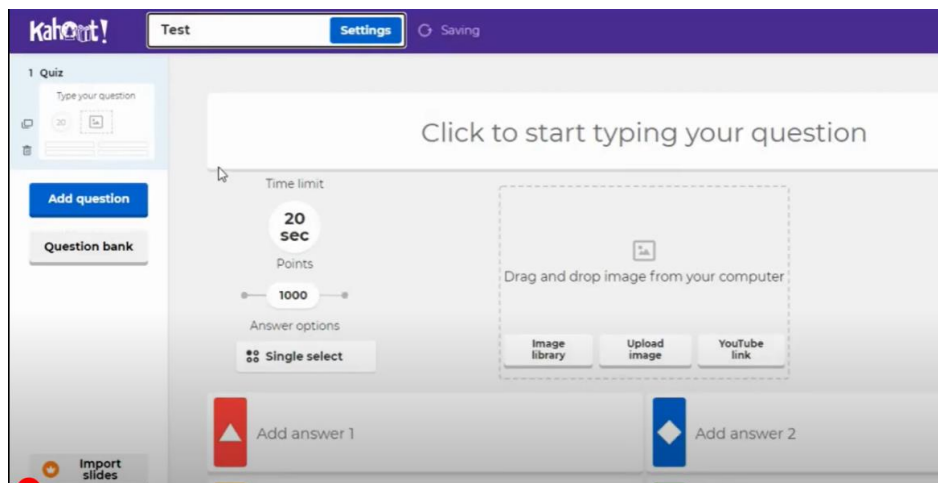 Kahoot!
Test
Settings
Saving
1 Quiz
Type your question
20
Add question
Question bank
Import
slides
Click to start typing your question
Time limit
20
sec
Points
1000
Answer options
Single select
Drag and drop image from your computer
Image
library
Upload
image
YouTube
link
Add answer 1
Add answer 2